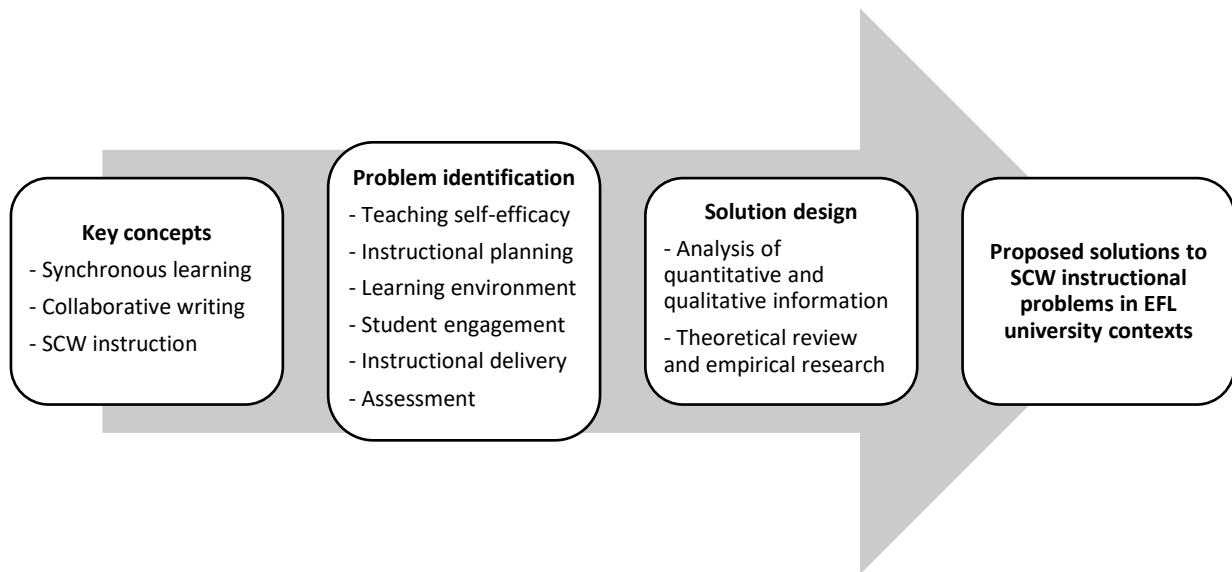 Key concepts
- Synchronous learning
- Collaborative writing
- SCW instruction
Problem identification
- Teaching self-efficacy
- Instructional planning
- Learning environment
- Student engagement
- Instructional delivery
- Assessment
Solution design
- Analysis of
quantitative and
qualitative information
- Theoretical review
and empirical research
Proposed solutions to
SCW instructional
problems in EFL
university contexts